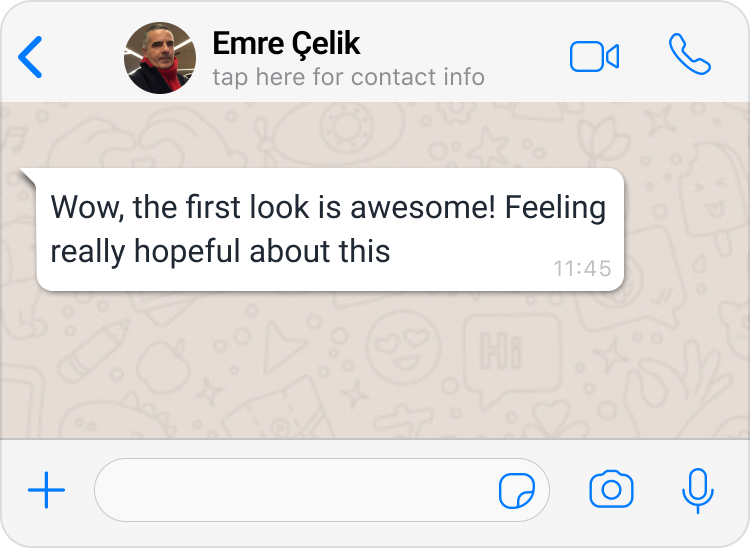 Emre Çelik
tap here for contact info
Wow, the first look is awesome! Feeling
really hopeful about this
11:45
Hi